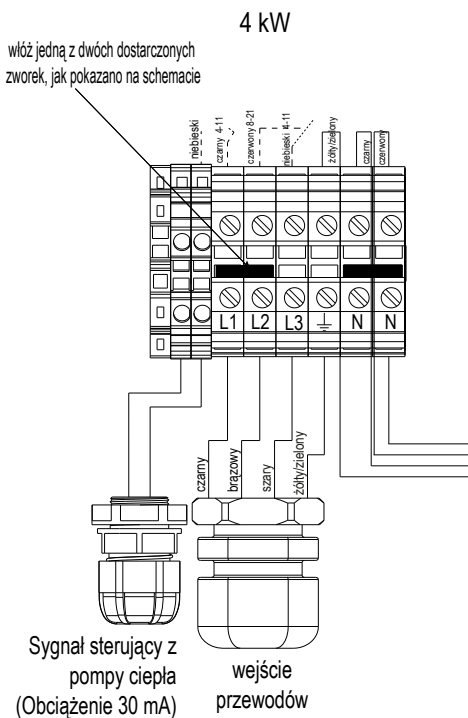 4 kW
włóż jedną z dwóch dostarczonych
zworek, jak pokazano na schemacie
niebieski
czarny 4-11
czerwony 8-21
niebieski 4-11
żółty/zielony
czarny
czerwony
L1 L2 L3 N N
czarny
brązowy
szary
żółty/zielony
Sygnał sterujący z
pompy ciepła
(Obciążenie 30 mA)
wejście
przewodów